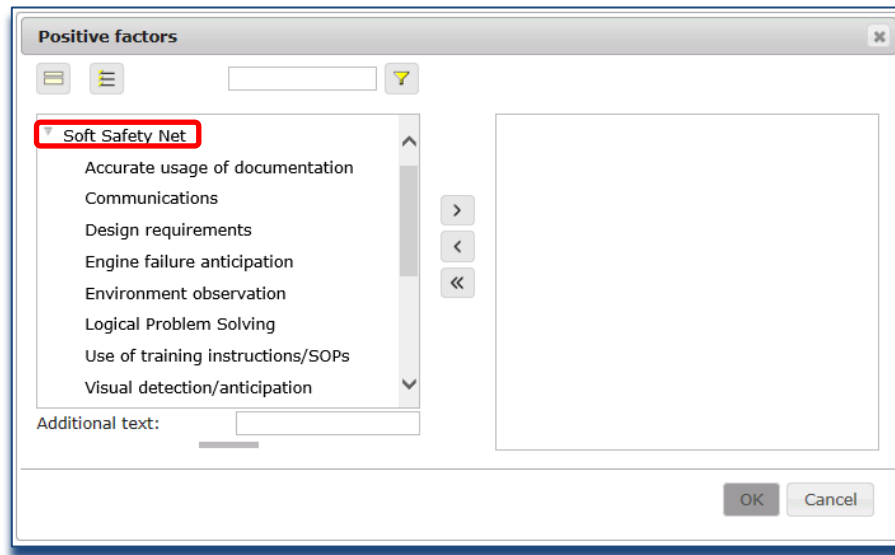 Positive factors
Soft Safety Net
Accurate usage of documentation
Communications
Design requirements
Engine failure anticipation
Environment observation
Logical Problem Solving
Use of training instructions/SOPs
Visual detection/anticipation
Additional text:
OK Cancel